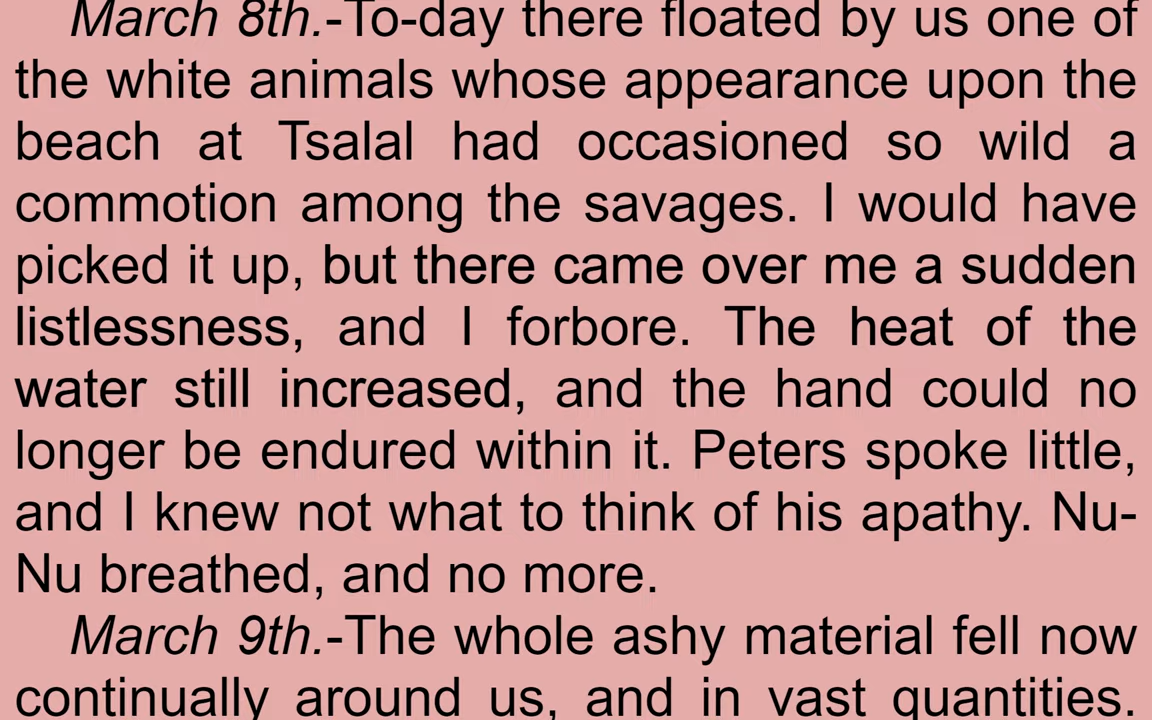 March 8th.-To-day there floated by us one of
the white animals whose appearance upon the
beach at Tsalal had occasioned so wild a
commotion among the savages. I would have
picked it up, but there came over me a sudden
listlessness, and I forbore. The heat of the
water still increased, and the hand could no
longer be endured within it. Peters spoke little,
and I knew not what to think of his apathy. Nu-
Nu breathed, and no more.
March 9th.-The whole ashy material fell now
continually around us, and in vast quantities.